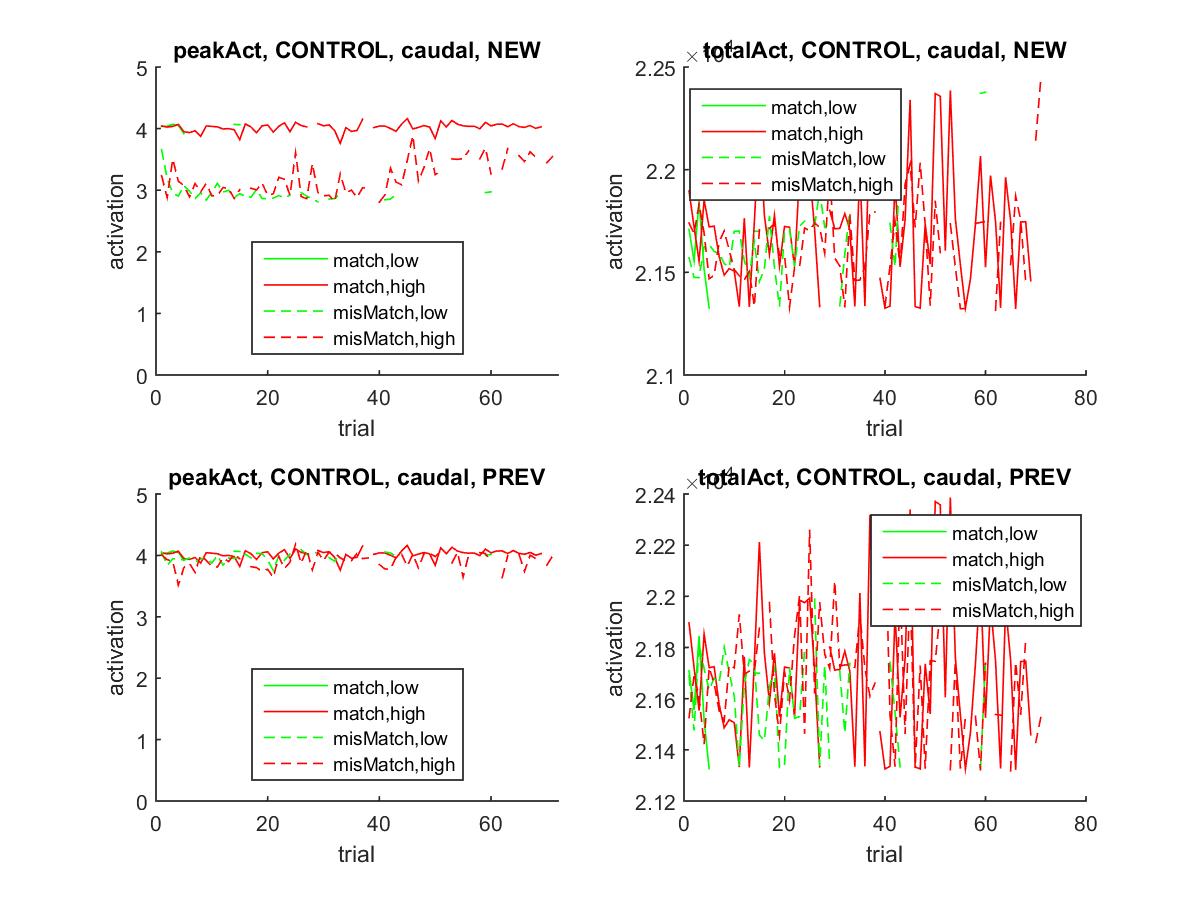 peakAct, CONTROL, caudal, NEW
5
4
3
2
1
0
activation
match,low
match,high
misMatch,low
misMatch,high
0 20 40 60
trial
totalAct, CONTROL, caudal, NEW
2.25
2.2
2.15
2.1
activation
match,low
match,high
misMatch,low
misMatch,high
0 20 40 60 80
trial
peakAct, CONTROL, caudal, PREV
5
4
3
2
1
0
activation
match,low
match,high
misMatch,low
misMatch,high
0 20 40 60
trial
totalAct, CONTROL, caudal, PREV
2.24
2.22
2.2
2.18
2.16
2.14
2.12
activation
match,low
match,high
misMatch,low
misMatch,high
0 20 40 60 80
trial